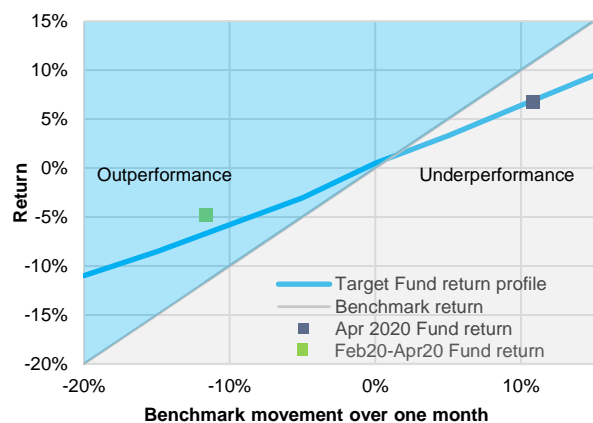 15%
10%
5%
0%
-5%
-10%
-15%
-20%
Return
Outperformance
Underperformance
Target Fund return profile
Benchmark return
Apr 2020 Fund return
Feb20-Apr20 Fund return
-20%
-10%
0%
10%
Benchmark movement over one month